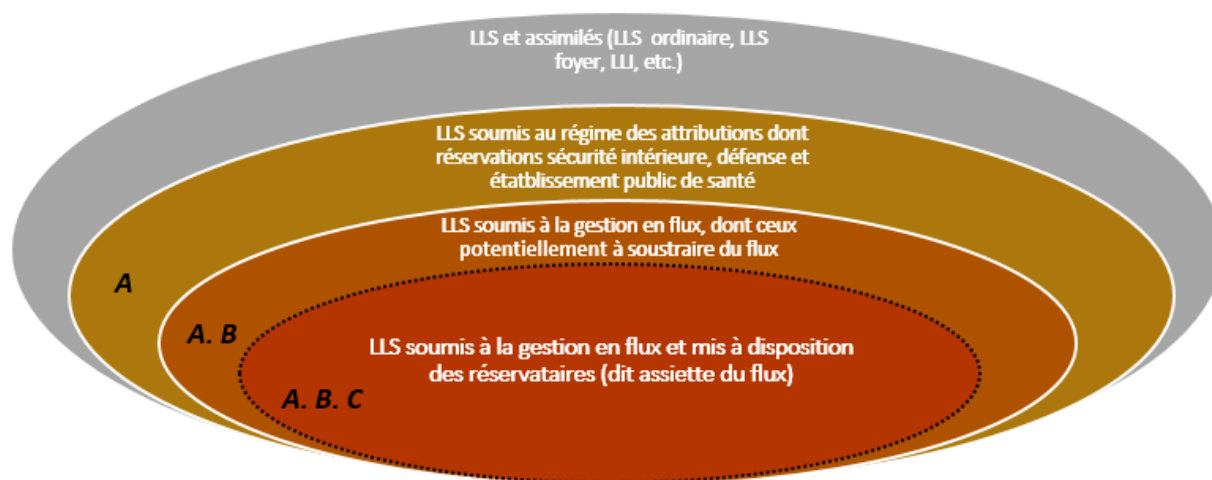 LLS et assimilés (LLS ordinaire, LLS
foyer, LLI, etc.)
LLS soumis au régime des attributions dont
réservations sécurité intérieure, défense et
étatblissement public de santé
LLS soumis à la gestion en flux, dont ceux
potentiellement à soustraire du flux
A
A. B
LLS soumis à la gestion en flux et mis à disposition
des réservataires (dit assiette du flux)
A. B. C